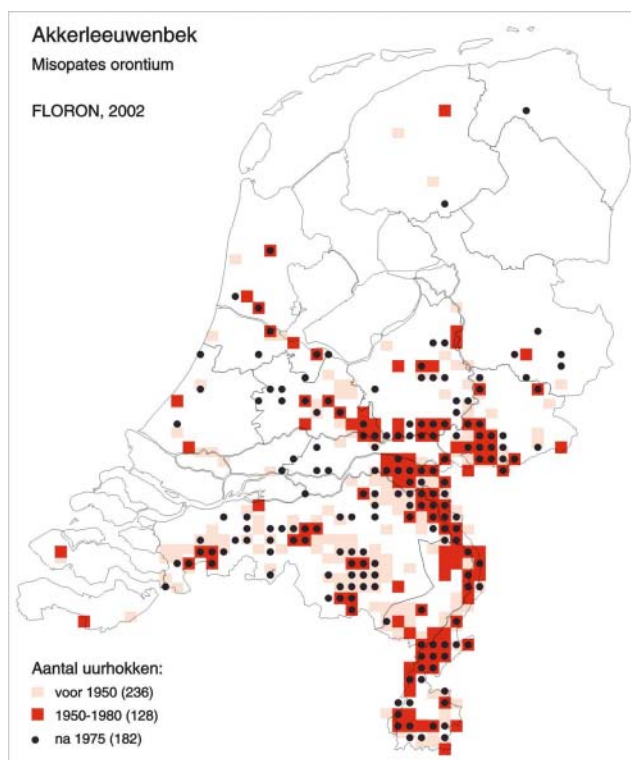 Akkerleeuwenbek
Misopates orontium
FLORON, 2002
Aantal uurhokken:
voor 1950 (236)
1950-1980 (128)
na 1975 (182)